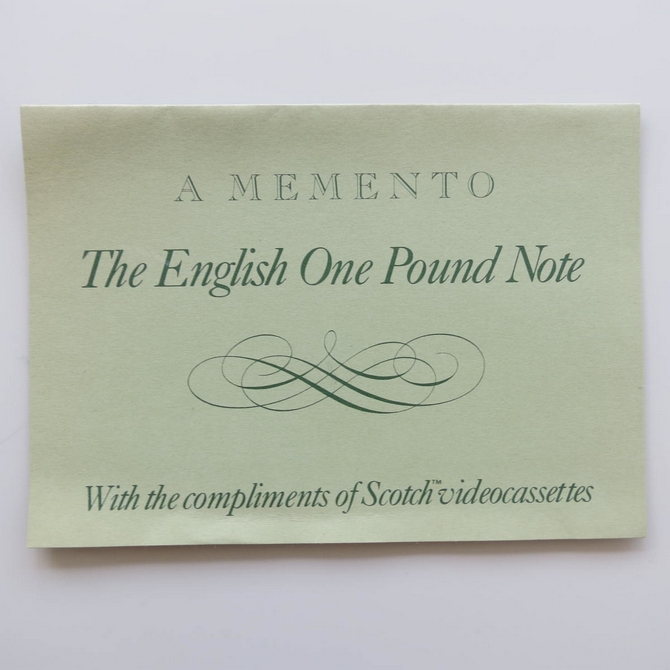 A MEMENTO
The English One Pound Note
With the compliments of Scotch™ videocassettes